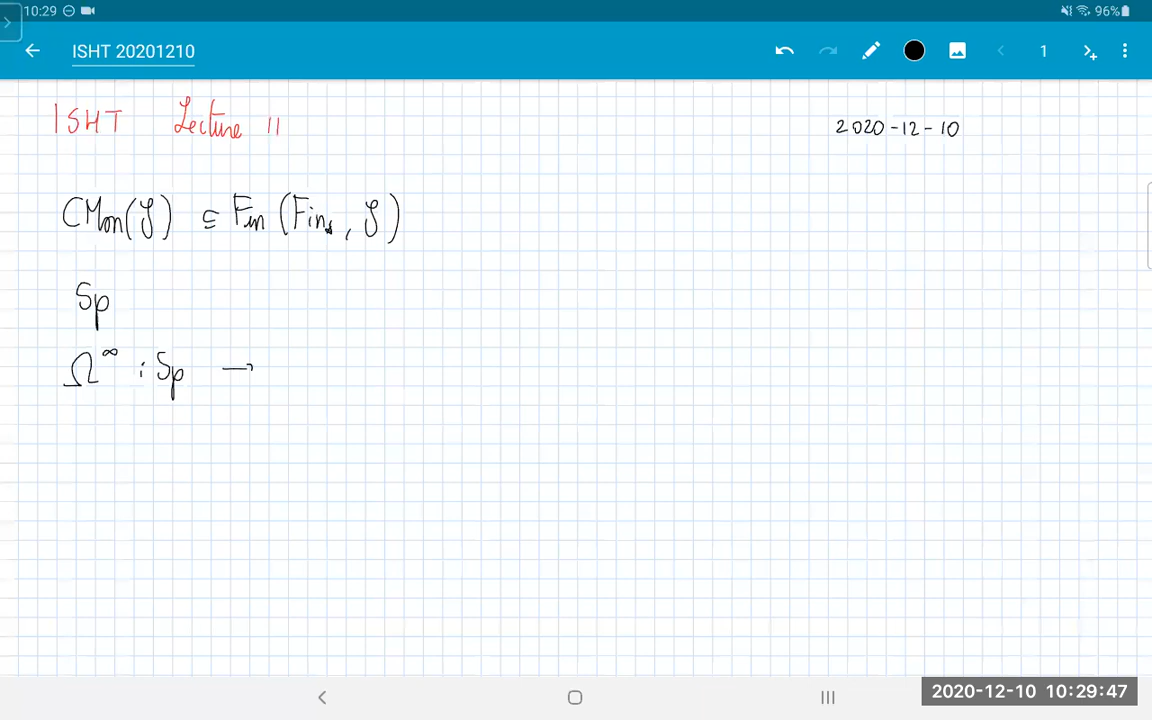 10:29 96%
ISHT 20201210
1
ISHT Lecture 11
2020-12-10
CMon(𝒮) ⊆ Fun (Fin⁎, 𝒮)
Sp
Ω^∞ : Sp →
2020-12-10 10:29:47